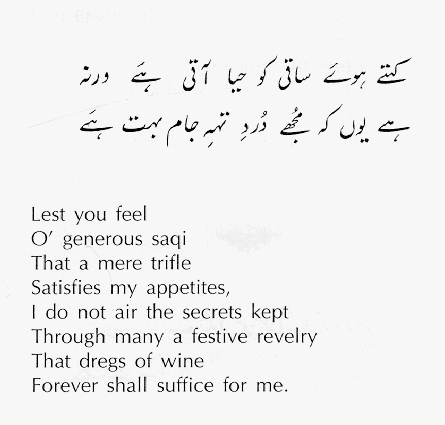 کہتے ہوئے ساقی کو حیا آتی ہے ورنہ
ہے یوں کہ مجھے دُردِ تہہِ جام بہت ہے
Lest you feel
O' generous saqi
That a mere trifle
Satisfies my appetites,
I do not air the secrets kept
Through many a festive revelry
That dregs of wine
Forever shall suffice for me.